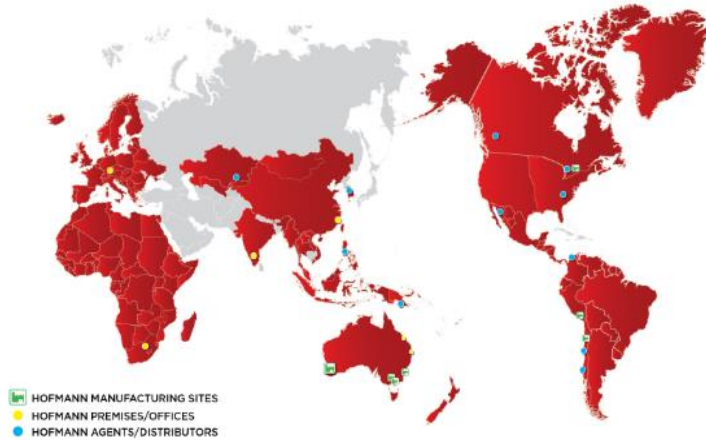 HOFMANN MANUFACTURING SITES
HOFMANN PREMISES/OFFICES
HOFMANN AGENTS/DISTRIBUTORS